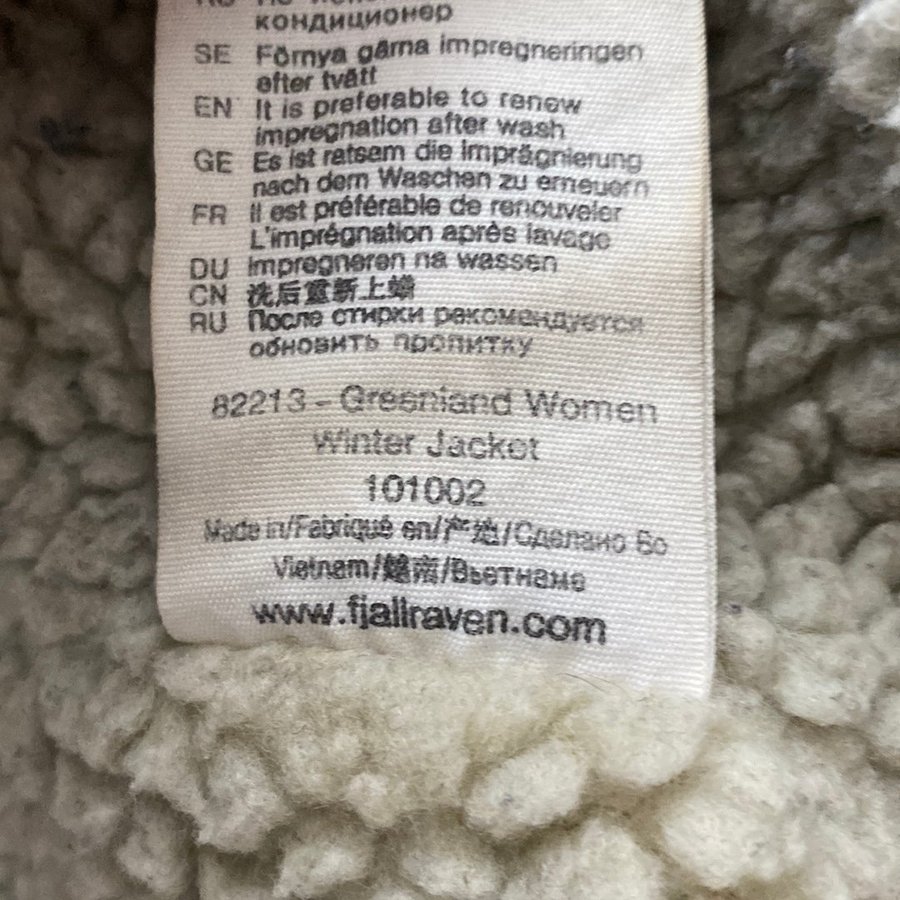 кондиционер
SE Förnya gärna impregneringen
efter tvätt
EN It is preferable to renew
impregnation after wash
GE Es ist ratsam die Imprägnierung
nach dem Waschen zu erneuern
FR Il est préférable de renouveler
L'imprégnation après lavage
DU Impregneren na wassen
CN 洗后重新上蜡
RU После стирки рекомендуется
обновить пропитку
82213 - Greenland Women
Winter Jacket
101002
Made in/Fabriqué en/产地/Сделано Во
Vietnam/越南/Вьетнаме
www.fjallraven.com